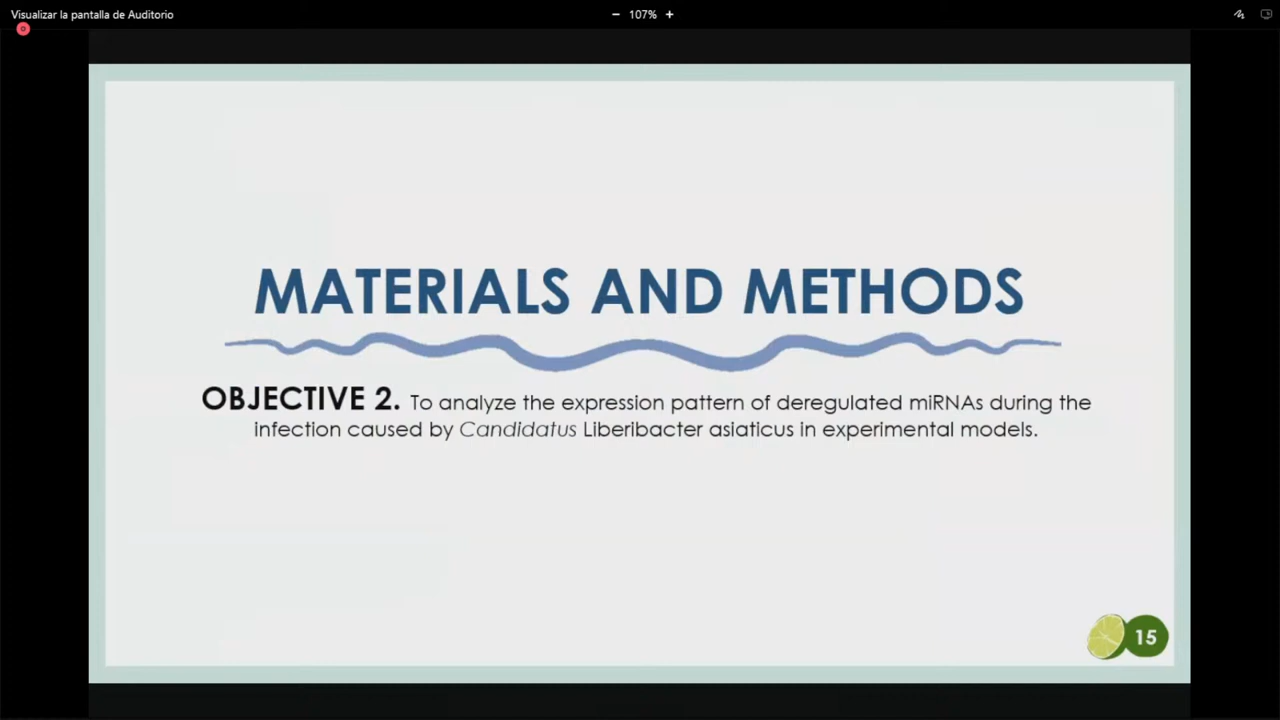 Visualizar la pantalla de Auditorio
− 107% +
MATERIALS AND METHODS
OBJECTIVE 2. To analyze the expression pattern of deregulated miRNAs during the
infection caused by Candidatus Liberibacter asiaticus in experimental models.
15